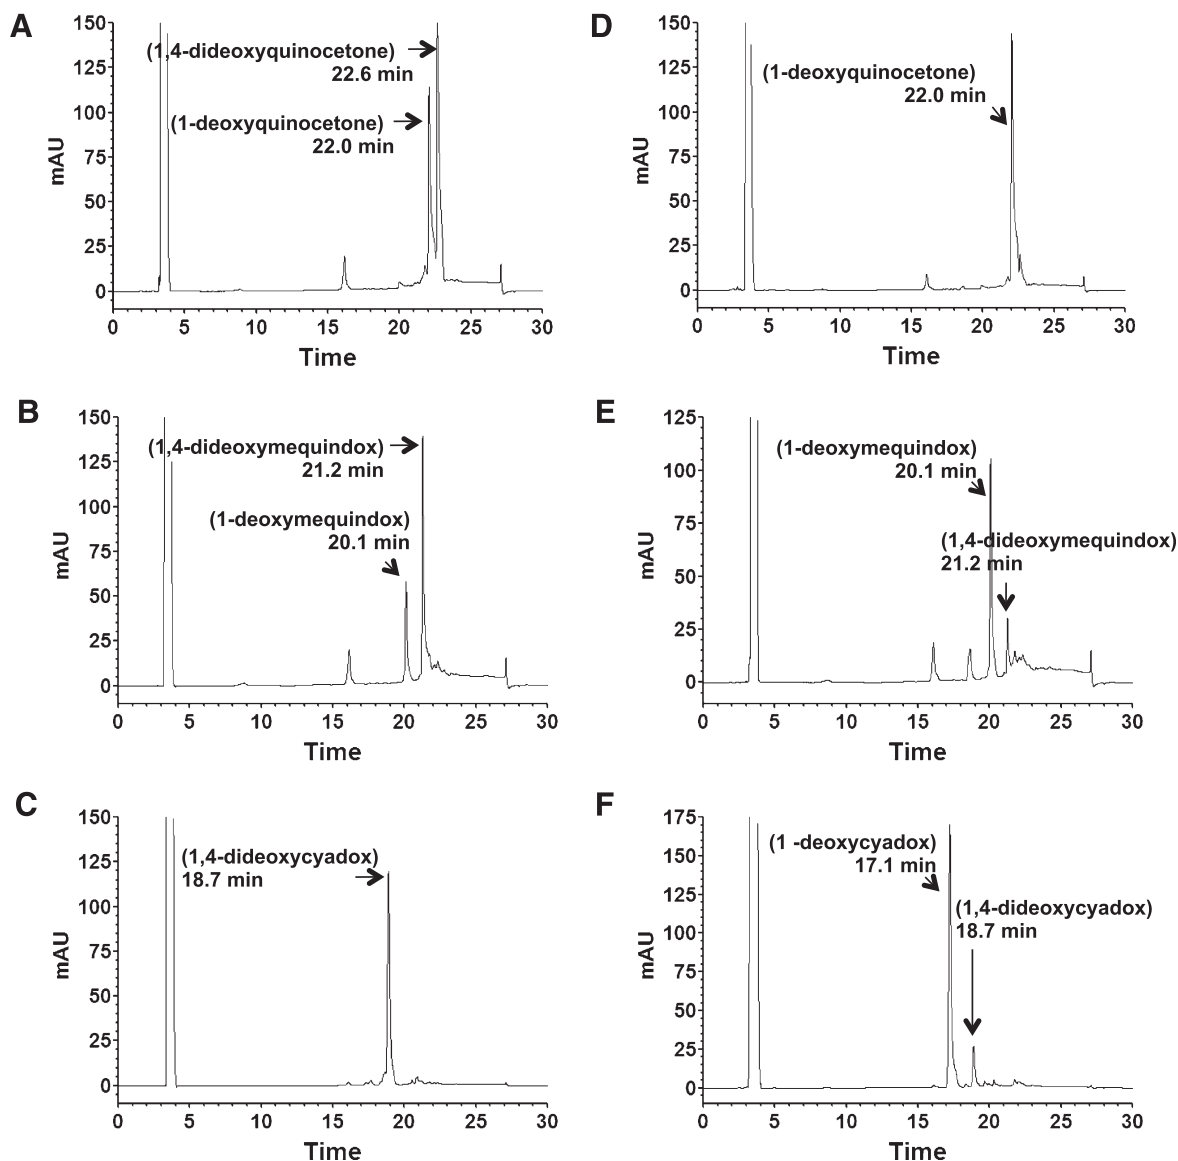 A
150
125
100
75
50
25
0
mAU
(1,4-dideoxyquinocetone)
22.6 min
(1-deoxyquinocetone)
22.0 min
0 5 10 15 20 25 30
Time
D
150
125
100
75
50
25
0
mAU
(1-deoxyquinocetone)
22.0 min
0 5 10 15 20 25 30
Time
B
150
125
100
75
50
25
0
mAU
(1,4-dideoxymequindox)
21.2 min
(1-deoxymequindox)
20.1 min
0 5 10 15 20 25 30
Time
E
125
100
75
50
25
0
mAU
(1-deoxymequindox)
20.1 min
(1,4-dideoxymequindox)
21.2 min
0 5 10 15 20 25 30
Time
C
150
125
100
75
50
25
0
mAU
(1,4-dideoxycyadox)
18.7 min
0 5 10 15 20 25 30
Time
F
175
150
125
100
75
50
25
0
mAU
(1 -deoxycyadox)
17.1 min
(1,4-dideoxycyadox)
18.7 min
0 5 10 15 20 25 30
Time